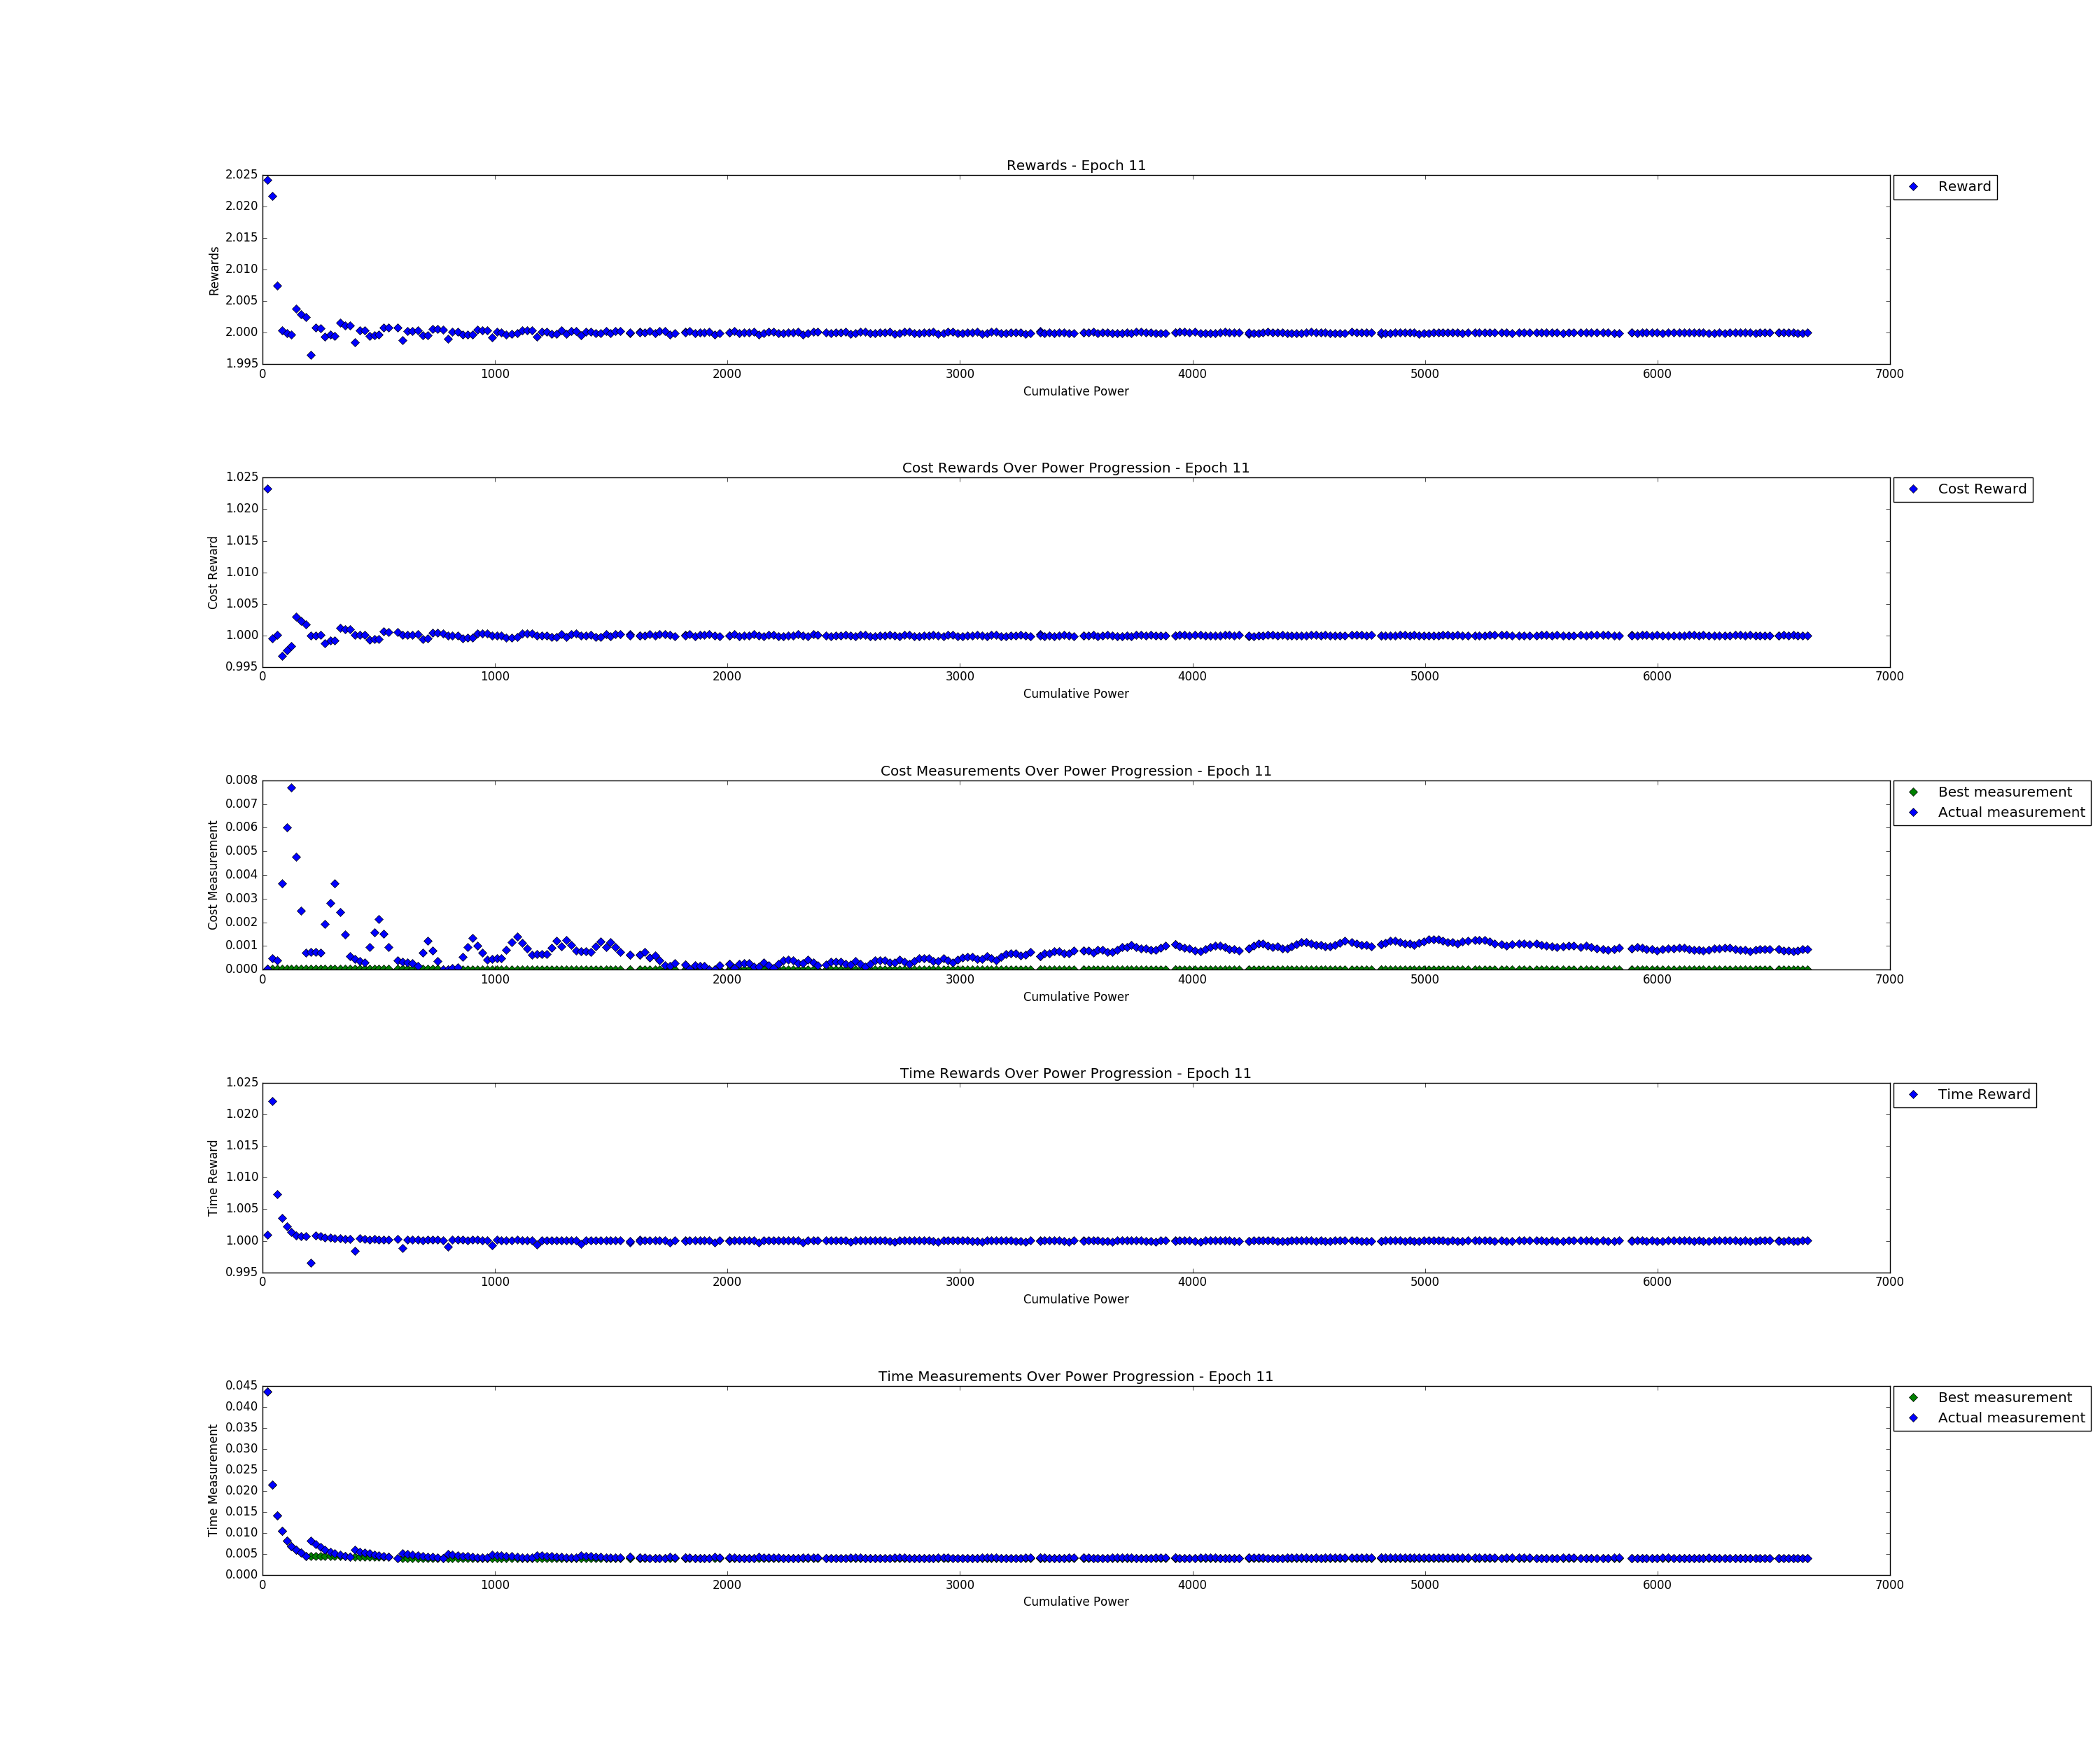 Rewards - Epoch 11
2.025
2.020
2.015
2.010
2.005
2.000
1.995
Rewards
0 1000 2000 3000 4000 5000 6000 7000
Cumulative Power
Reward
Cost Rewards Over Power Progression - Epoch 11
1.025
1.020
1.015
1.010
1.005
1.000
0.995
Cost Reward
0 1000 2000 3000 4000 5000 6000 7000
Cumulative Power
Cost Reward
Cost Measurements Over Power Progression - Epoch 11
0.008
0.007
0.006
0.005
0.004
0.003
0.002
0.001
0.000
Cost Measurement
0 1000 2000 3000 4000 5000 6000 7000
Cumulative Power
Best measurement
Actual measurement
Time Rewards Over Power Progression - Epoch 11
1.025
1.020
1.015
1.010
1.005
1.000
0.995
Time Reward
0 1000 2000 3000 4000 5000 6000 7000
Cumulative Power
Time Reward
Time Measurements Over Power Progression - Epoch 11
0.045
0.040
0.035
0.030
0.025
0.020
0.015
0.010
0.005
0.000
Time Measurement
0 1000 2000 3000 4000 5000 6000 7000
Cumulative Power
Best measurement
Actual measurement